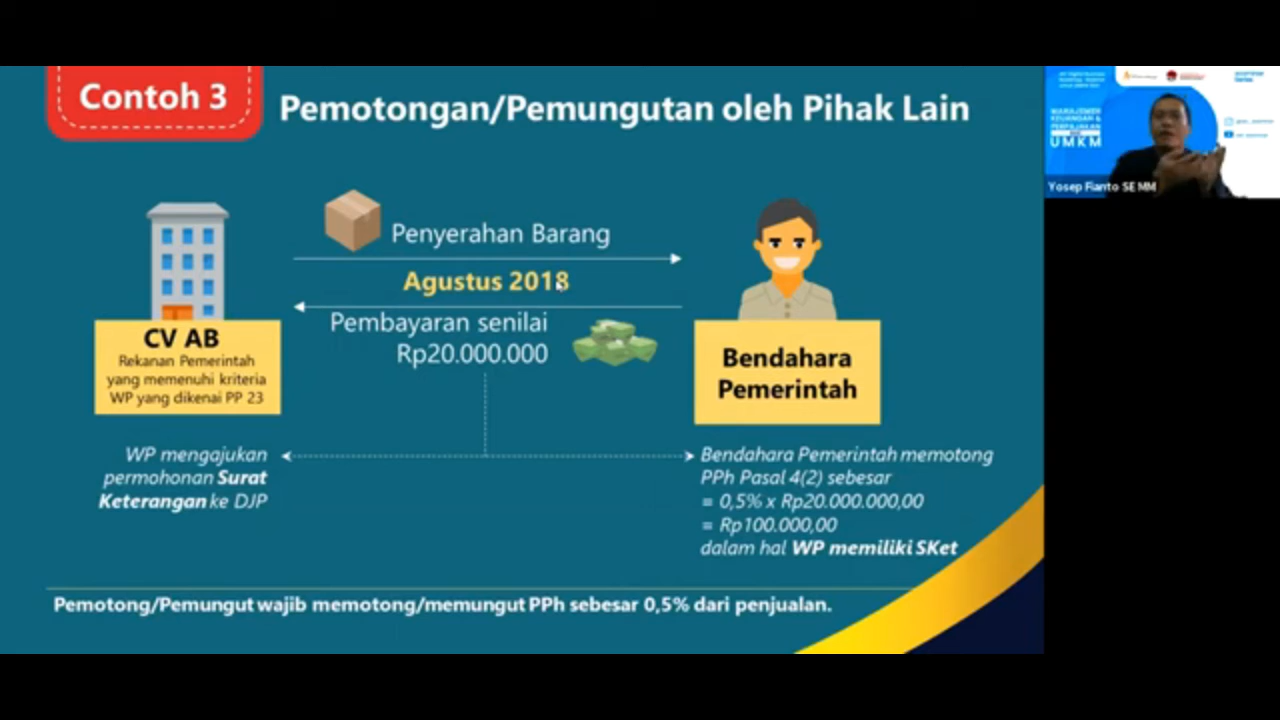 Contoh 3
Pemotongan/Pemungutan oleh Pihak Lain
Penyerahan Barang
Agustus 2018
Pembayaran senilai
Rp20.000.000
CV AB
Rekanan Pemerintah
yang memenuhi kriteria
WP yang dikenai PP 23
Bendahara
Pemerintah
WP mengajukan
permohonan Surat
Keterangan ke DJP
Bendahara Pemerintah memotong
PPh Pasal 4(2) sebesar
= 0,5% x Rp20.000.000,00
= Rp100.000,00
dalam hal WP memiliki SKet
Pemotong/Pemungut wajib memotong/memungut PPh sebesar 0,5% dari penjualan.
MANAJEMEN
KEUANGAN &
PERPAJAKAN
UMKM
Yosep Fianto SE MM